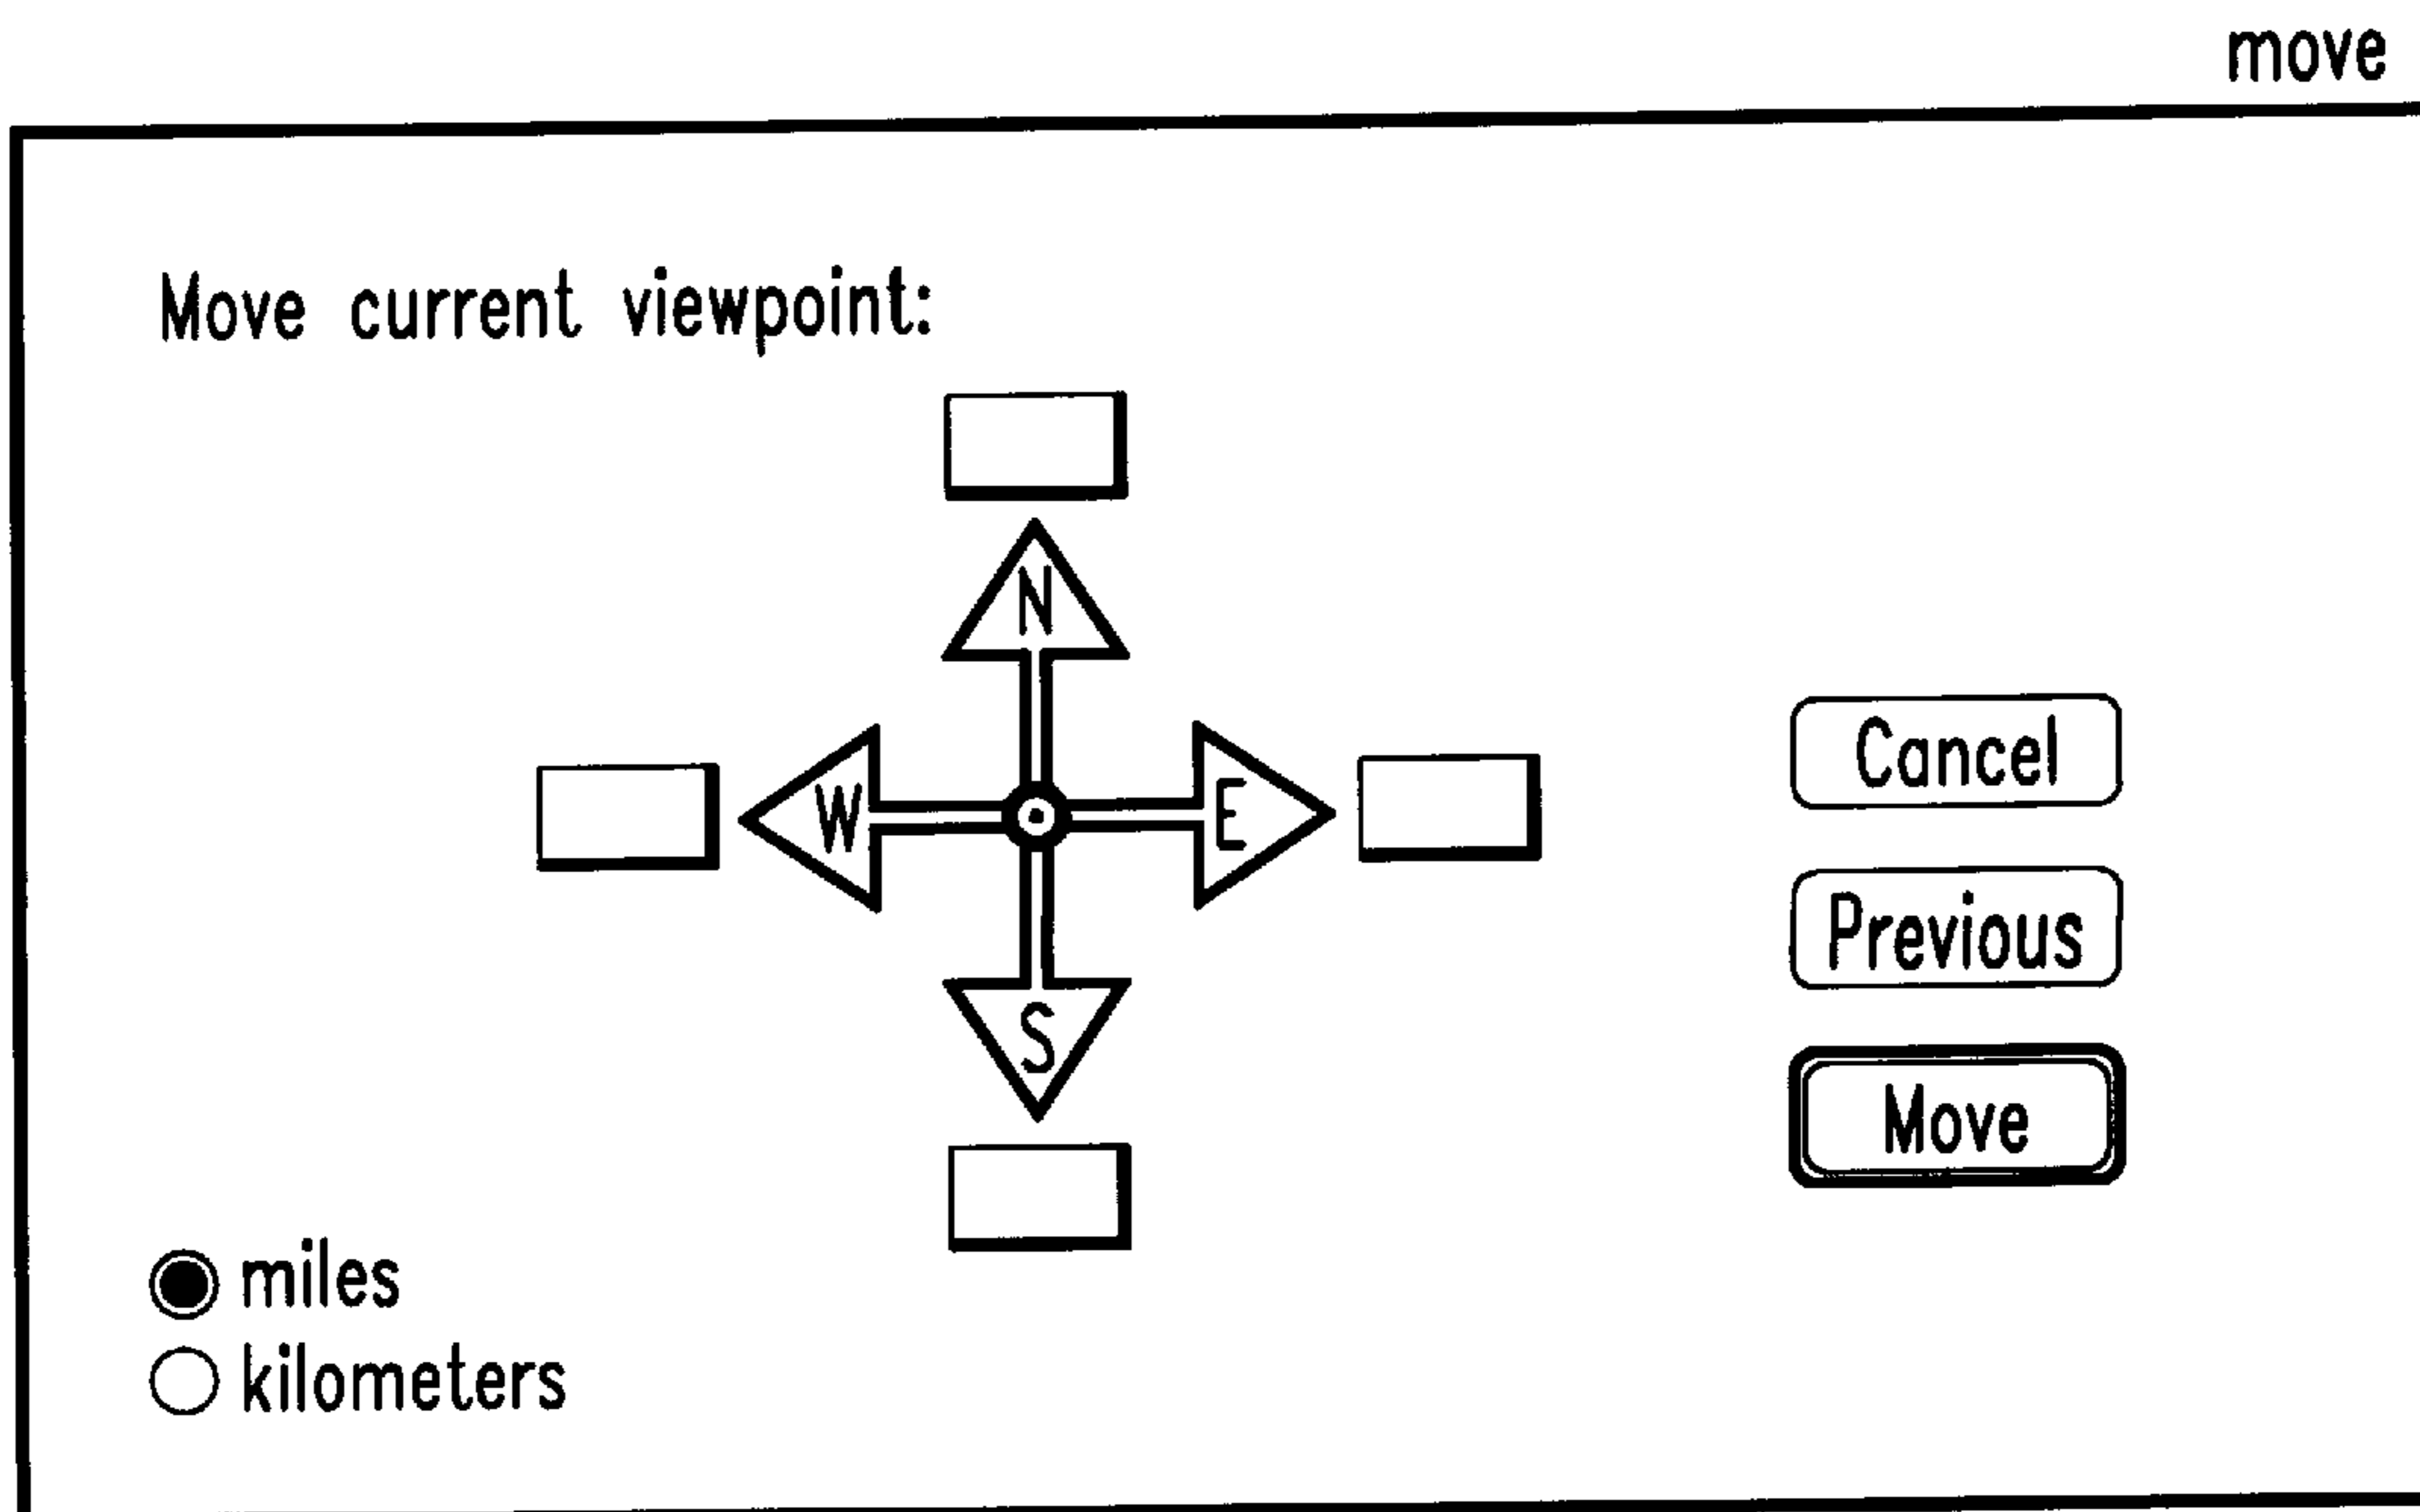 move
Move current viewpoint:
N
W
E
S
Cancel
Previous
Move
miles
kilometers